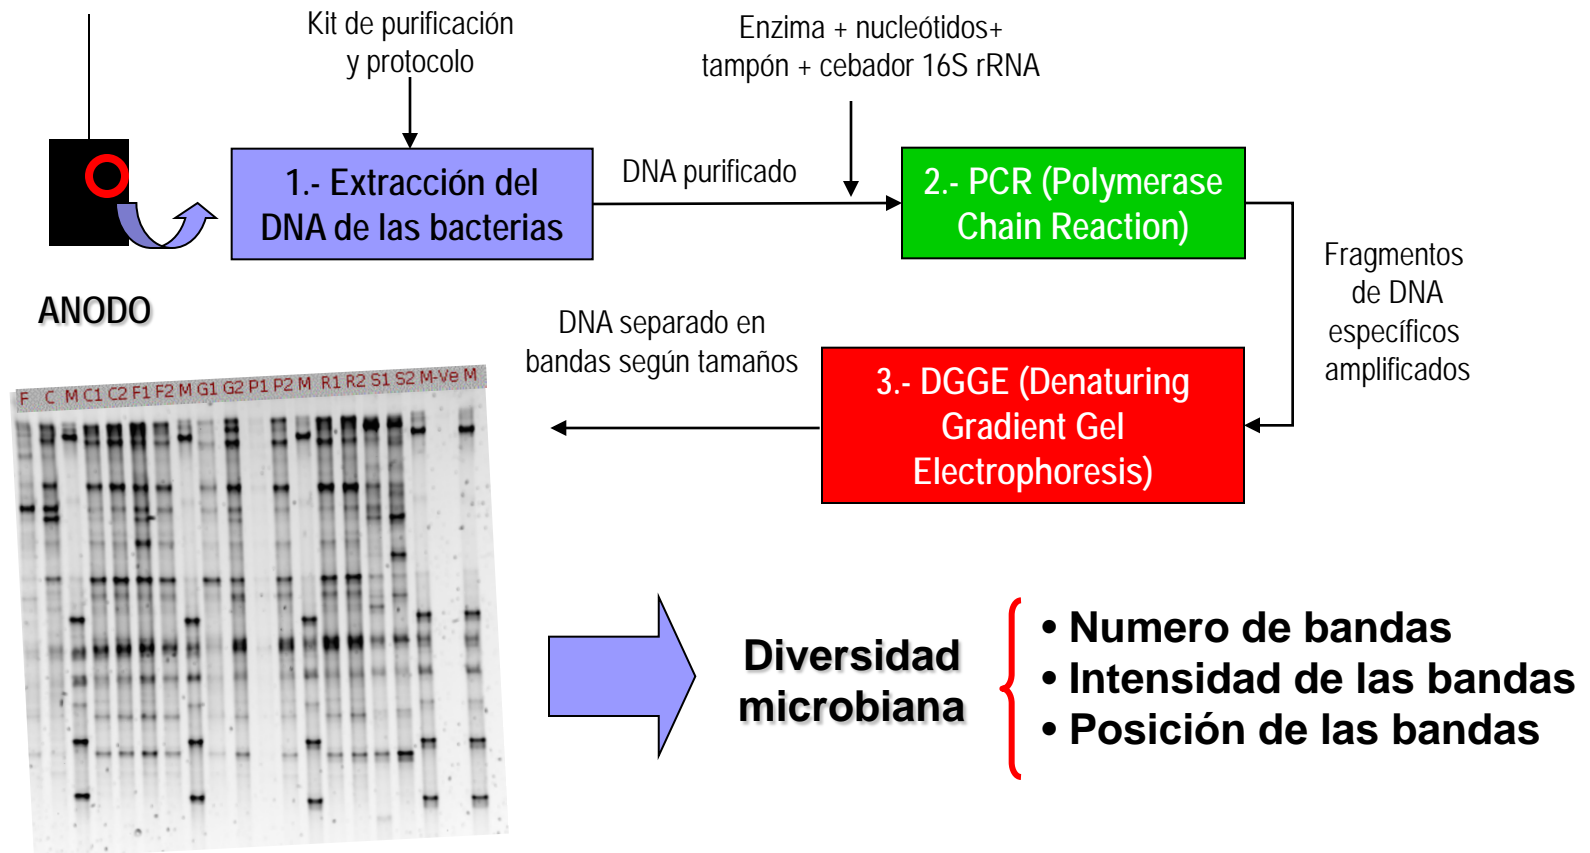 Kit de purificación
y protocolo
Enzima + nucleótidos+
tampón + cebador 16S rRNA
1.- Extracción del
DNA de las bacterias
DNA purificado
2.- PCR (Polymerase
Chain Reaction)
Fragmentos
de DNA
específicos
amplificados
ANODO
DNA separado en
bandas según tamaños
3.- DGGE (Denaturing
Gradient Gel
Electrophoresis)
F C M C1 C2 F1 F2 M G1 G2 P1 P2 M R1 R2 S1 S2 M -Ve M
Diversidad
microbiana
• Numero de bandas
• Intensidad de las bandas
• Posición de las bandas